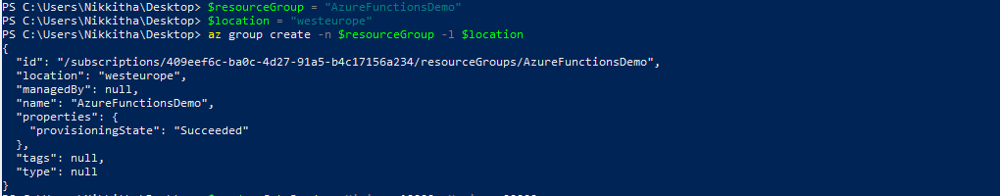 PS C:\Users\Nikkitha\Desktop> $resourceGroup = "AzureFunctionsDemo"
PS C:\Users\Nikkitha\Desktop> $location = "westeurope"
PS C:\Users\Nikkitha\Desktop> az group create -n $resourceGroup -l $location
{
  "id": "/subscriptions/409eef6c-ba0c-4d27-91a5-b4c17156a234/resourceGroups/AzureFunctionsDemo",
  "location": "westeurope",
  "managedBy": null,
  "name": "AzureFunctionsDemo",
  "properties": {
    "provisioningState": "Succeeded"
  },
  "tags": null,
  "type": null
}